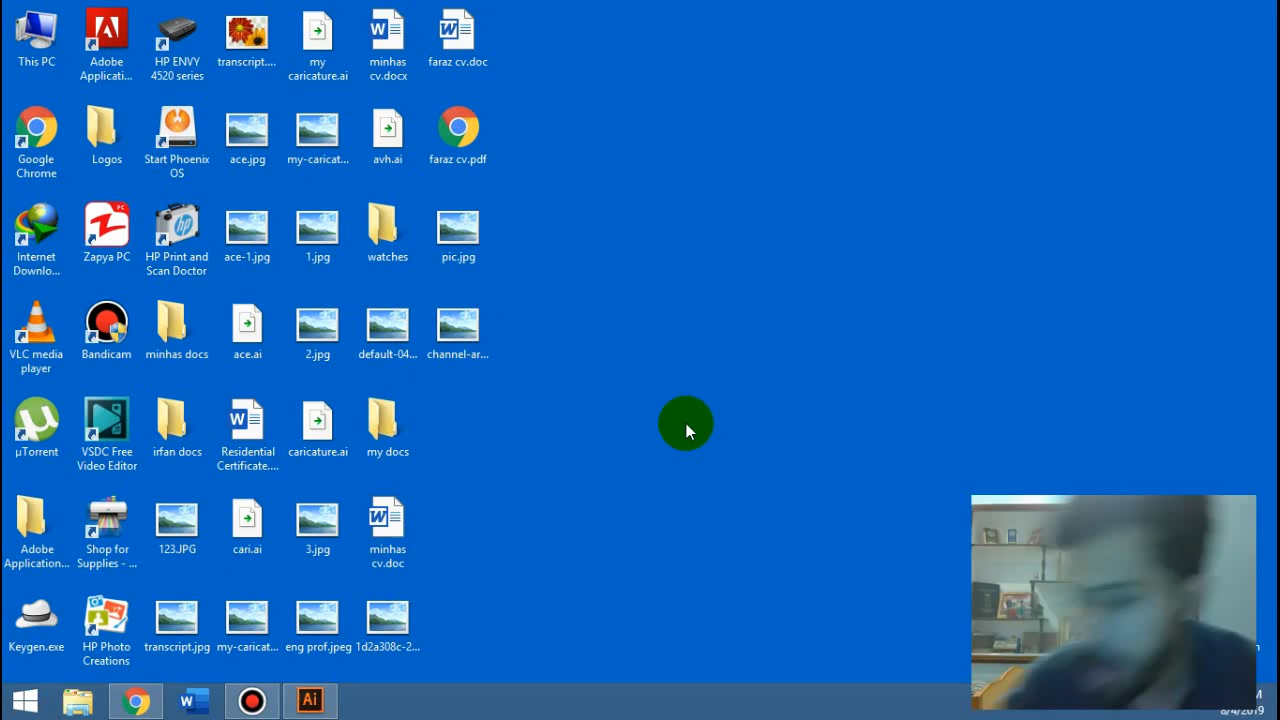 This PC
Adobe
Applicati...
HP ENVY
4520 series
transcript....
my
caricature.ai
minhas
cv.docx
faraz cv.doc
Google
Chrome
Logos
Start Phoenix
OS
ace.jpg
my-caricat...
avh.ai
faraz cv.pdf
Internet
Downlo...
Zapya PC
PC
HP Print and
Scan Doctor
hp
ace-1.jpg
1.jpg
watches
pic.jpg
VLC media
player
Bandicam
minhas docs
ace.ai
2.jpg
default-04...
channel-ar...
µTorrent
VSDC Free
Video Editor
irfan docs
Residential
Certificate....
caricature.ai
my docs
Adobe
Application...
Shop for
Supplies - ...
123.JPG
cari.ai
3.jpg
minhas
cv.doc
Keygen.exe
HP Photo
Creations
transcript.jpg
my-caricat...
eng prof.jpeg
1d2a308c-2...
W
Ai
8/4/2019